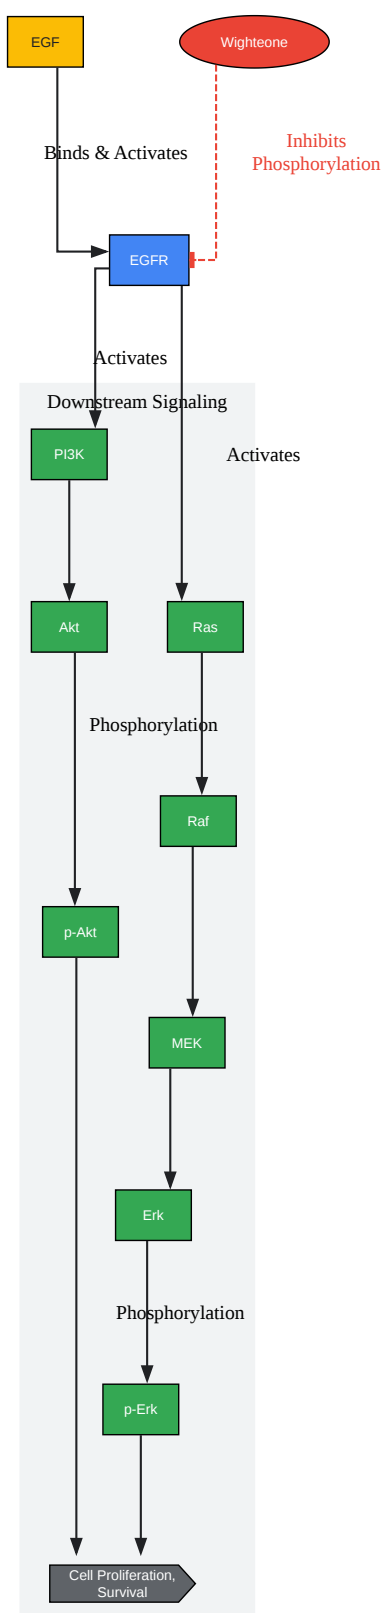 EGF
Wighteone
Binds & Activates
Inhibits
Phosphorylation
EGFR
Activates
Downstream Signaling
PI3K
Activates
Akt
Ras
Phosphorylation
Raf
p-Akt
MEK
Erk
Phosphorylation
p-Erk
Cell Proliferation,
Survival